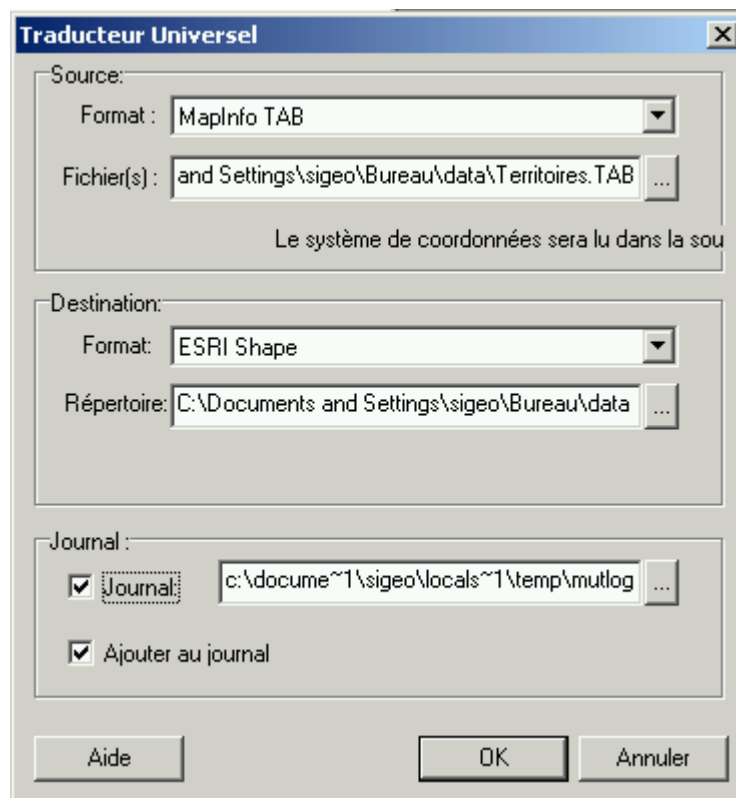 Traducteur Universel
Source:
Format : MapInfo TAB
Fichier(s) : and Settings\sigeo\Bureau\data\Territoires.TAB ...
Le système de coordonnées sera lu dans la sou
Destination:
Format: ESRI Shape
Répertoire: C:\Documents and Settings\sigeo\Bureau\data ...
Journal :
Journal: c:\docume~1\sigeo\locals~1\temp\mutlog ...
Ajouter au journal
Aide OK Annuler